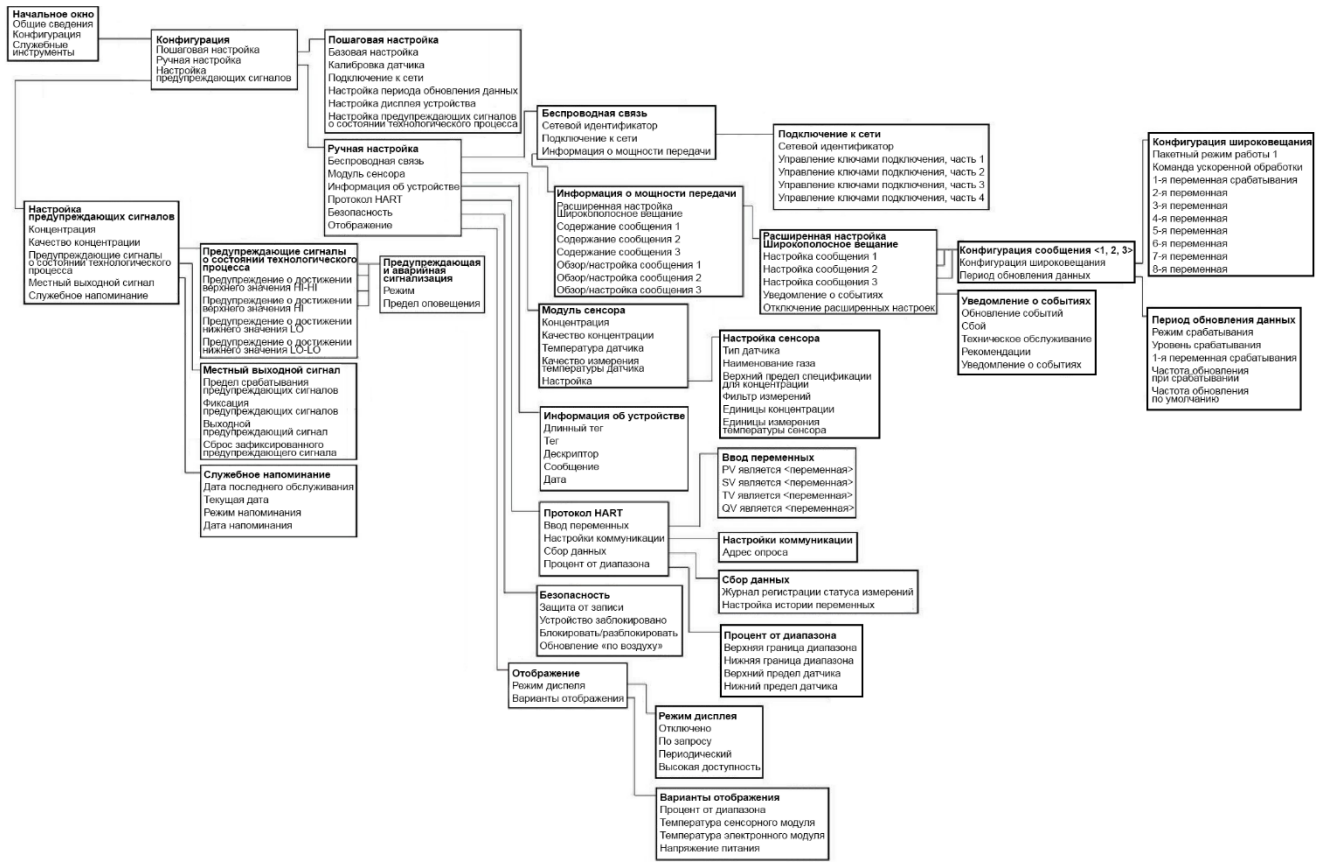 Начальное окно
Общие сведения
Конфигурация
Служебные
инструменты
Конфигурация
Пошаговая настройка
Ручная настройка
Настройка
предупреждающих сигналов
Пошаговая настройка
Базовая настройка
Калибровка датчика
Подключение к сети
Настройка периода обновления данных
Настройка дисплея устройства
Настройка предупреждающих сигналов
о состоянии технологического процесса
Ручная настройка
Беспроводная связь
Модуль сенсора
Информация об устройстве
Протокол HART
Безопасность
Отображение
Беспроводная связь
Сетевой идентификатор
Подключение к сети
Информация о мощности передачи
Подключение к сети
Сетевой идентификатор
Управление ключами подключения, часть 1
Управление ключами подключения, часть 2
Управление ключами подключения, часть 3
Управление ключами подключения, часть 4
Конфигурация широковещания
Пакетный режим работы 1
Команда ускоренной обработки
1-я переменная срабатывания
2-я переменная
3-я переменная
4-я переменная
5-я переменная
6-я переменная
7-я переменная
8-я переменная
Настройка
предупреждающих сигналов
Концентрация
Качество концентрации
Предупреждающие сигналы
о состоянии технологического
процесса
Местный выходной сигнал
Служебное напоминание
Предупреждающие сигналы
о состоянии технологического
процесса
Предупреждение о достижении
верхнего значения HI-HI
Предупреждение о достижении
верхнего значения HI
Предупреждение о достижении
нижнего значения LO
Предупреждение о достижении
нижнего значения LO-LO
Предупреждающая
и аварийная
сигнализация
Режим
Предел оповещения
Информация о мощности передачи
Расширенная настройка
Широкополосное вещание
Содержание сообщения 1
Содержание сообщения 2
Содержание сообщения 3
Обзор/настройка сообщения 1
Обзор/настройка сообщения 2
Обзор/настройка сообщения 3
Расширенная настройка
Широкополосное вещание
Настройка сообщения 1
Настройка сообщения 2
Настройка сообщения 3
Уведомление о событиях
Отключение расширенных настроек
Конфигурация сообщения <1, 2, 3>
Конфигурация широковещания
Период обновления данных
Уведомление о событиях
Обновление событий
Сбой
Техническое обслуживание
Рекомендации
Уведомление о событиях
Период обновления данных
Режим срабатывания
Уровень срабатывания
1-я переменная срабатывания
Частота обновления
при срабатывании
Частота обновления
по умолчанию
Местный выходной сигнал
Предел срабатывания
предупреждающих сигналов
Фиксация
предупреждающих сигналов
Выходной
предупреждающий сигнал
Сброс зафиксированного
предупреждающего сигнала
Служебное напоминание
Дата последнего обслуживания
Текущая дата
Режим напоминания
Дата напоминания
Модуль сенсора
Концентрация
Качество концентрации
Температура датчика
Качество измерения
температуры датчика
Настройка
Настройка сенсора
Тип датчика
Наименование газа
Верхний предел спецификации
для концентрации
Фильтр измерений
Единицы концентрации
Единицы измерения
температуры сенсора
Информация об устройстве
Длинный тег
Тег
Дескриптор
Сообщение
Дата
Ввод переменных
PV является <переменная>
SV является <переменная>
TV является <переменная>
QV является <переменная>
Протокол HART
Ввод переменных
Настройки коммуникации
Сбор данных
Процент от диапазона
Настройки коммуникации
Адрес опроса
Сбор данных
Журнал регистрации статуса измерений
Настройка истории переменных
Безопасность
Защита от записи
Устройство заблокировано
Блокировать/разблокировать
Обновление «по воздуху»
Процент от диапазона
Верхняя граница диапазона
Нижняя граница диапазона
Верхний предел датчика
Нижний предел датчика
Отображение
Режим диспеля
Варианты отображения
Режим дисплея
Отключено
По запросу
Периодический
Высокая доступность
Варианты отображения
Процент от диапазона
Температура сенсорного модуля
Температура электронного модуля
Напряжение питания